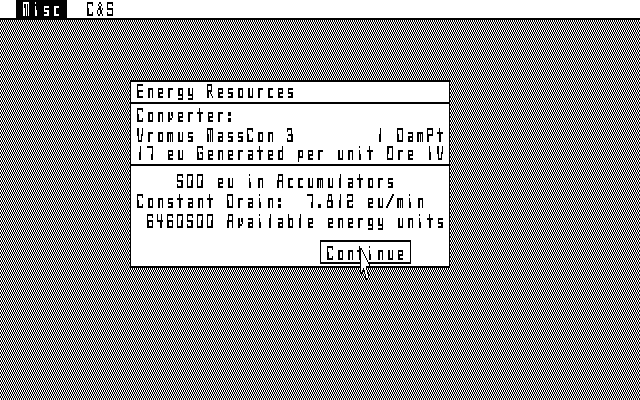 Misc C&S
Energy Resources
Converter:
Vromus MassCon 3 1 DamPt
17 eu Generated per unit Ore IV
500 eu in Accumulators
Constant Drain: 7.812 eu/min
6460500 Available energy units
Continue